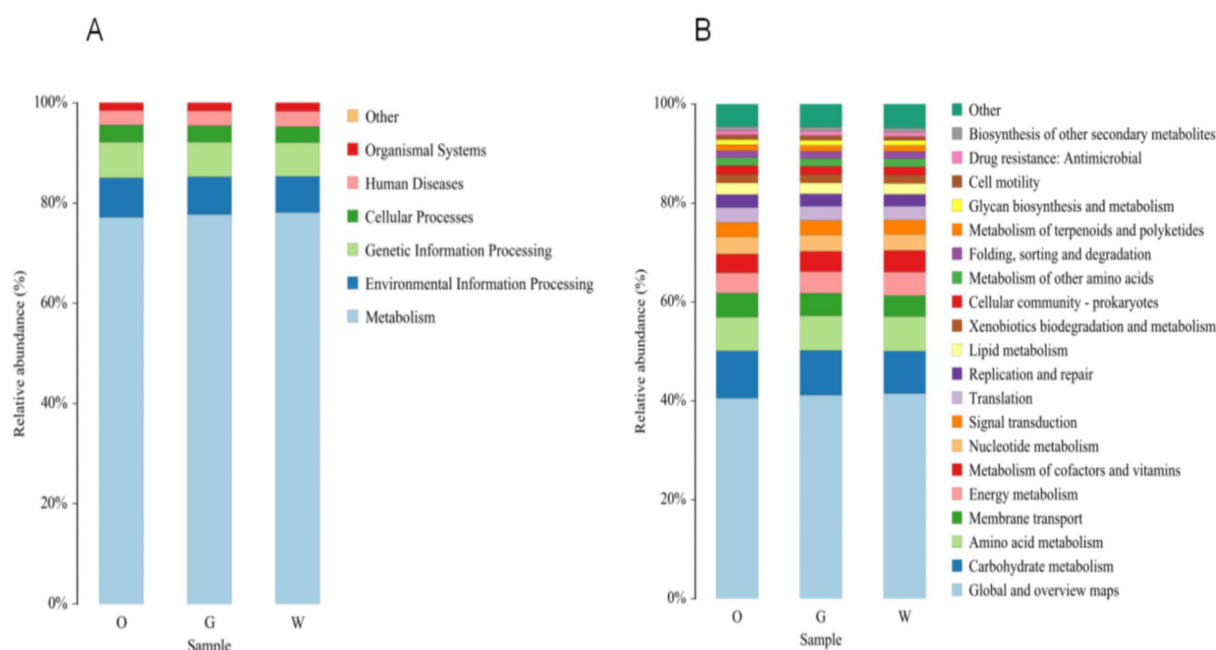 A
Relative abundance (%)
100%
80%
60%
40%
20%
0%
O G W
Sample
Other
Organismal Systems
Human Diseases
Cellular Processes
Genetic Information Processing
Environmental Information Processing
Metabolism
B
Relative abundance (%)
100%
80%
60%
40%
20%
0%
O G W
Sample
Other
Biosynthesis of other secondary metabolites
Drug resistance: Antimicrobial
Cell motility
Glycan biosynthesis and metabolism
Metabolism of terpenoids and polyketides
Folding, sorting and degradation
Metabolism of other amino acids
Cellular community - prokaryotes
Xenobiotics biodegradation and metabolism
Lipid metabolism
Replication and repair
Translation
Signal transduction
Nucleotide metabolism
Metabolism of cofactors and vitamins
Energy metabolism
Membrane transport
Amino acid metabolism
Carbohydrate metabolism
Global and overview maps